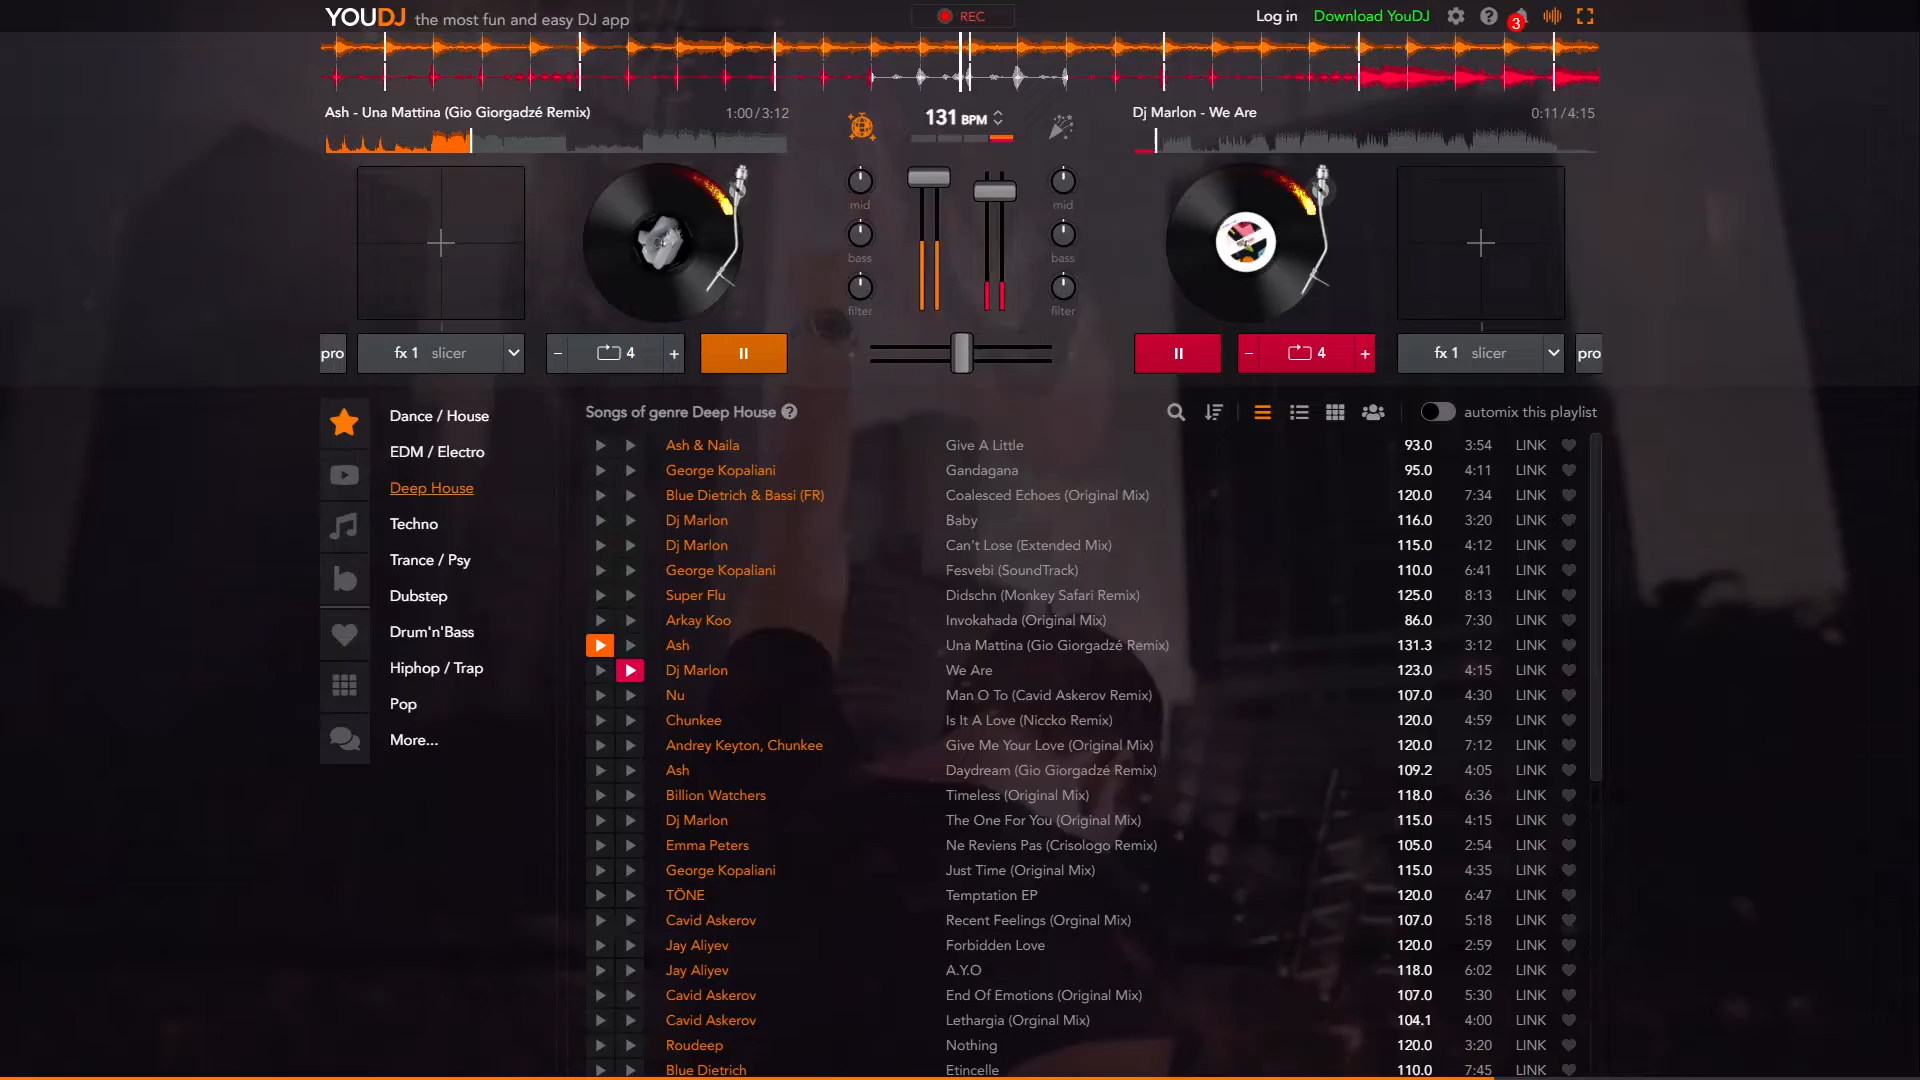 YOUDJ the most fun and easy DJ app
REC
Log in
Download YouDJ
3
Ash - Una Mattina (Gio Giorgadzé Remix)
1:00/3:12
131 BPM
Dj Marlon - We Are
0:11/4:15
mid
bass
filter
mid
bass
filter
pro
fx 1 slicer
− 4 +
− 4 +
fx 1 slicer
pro
Dance / House
EDM / Electro
Deep House
Techno
Trance / Psy
Dubstep
Drum'n'Bass
Hiphop / Trap
Pop
More...
Songs of genre Deep House
automix this playlist
Ash & Naila Give A Little 93.0 3:54 LINK
George Kopaliani Gandagana 95.0 4:11 LINK
Blue Dietrich & Bassi (FR) Coalesced Echoes (Original Mix) 120.0 7:34 LINK
Dj Marlon Baby 116.0 3:20 LINK
Dj Marlon Can't Lose (Extended Mix) 115.0 4:12 LINK
George Kopaliani Fesvebi (SoundTrack) 110.0 6:41 LINK
Super Flu Didschn (Monkey Safari Remix) 125.0 8:13 LINK
Arkay Koo Invokahada (Original Mix) 86.0 7:30 LINK
Ash Una Mattina (Gio Giorgadzé Remix) 131.3 3:12 LINK
Dj Marlon We Are 123.0 4:15 LINK
Nu Man O To (Cavid Askerov Remix) 107.0 4:30 LINK
Chunkee Is It A Love (Niccko Remix) 120.0 4:59 LINK
Andrey Keyton, Chunkee Give Me Your Love (Original Mix) 120.0 7:12 LINK
Ash Daydream (Gio Giorgadzé Remix) 109.2 4:05 LINK
Billion Watchers Timeless (Original Mix) 118.0 6:36 LINK
Dj Marlon The One For You (Original Mix) 115.0 4:15 LINK
Emma Peters Ne Reviens Pas (Crisologo Remix) 105.0 2:54 LINK
George Kopaliani Just Time (Original Mix) 115.0 4:35 LINK
TÖNE Temptation EP 120.0 6:47 LINK
Cavid Askerov Recent Feelings (Orginal Mix) 107.0 5:18 LINK
Jay Aliyev Forbidden Love 120.0 2:59 LINK
Jay Aliyev A.Y.O 118.0 6:02 LINK
Cavid Askerov End Of Emotions (Original Mix) 107.0 5:30 LINK
Cavid Askerov Lethargia (Orginal Mix) 104.1 4:00 LINK
Roudeep Nothing 120.0 3:20 LINK
Blue Dietrich Etincelle 110.0 7:45 LINK